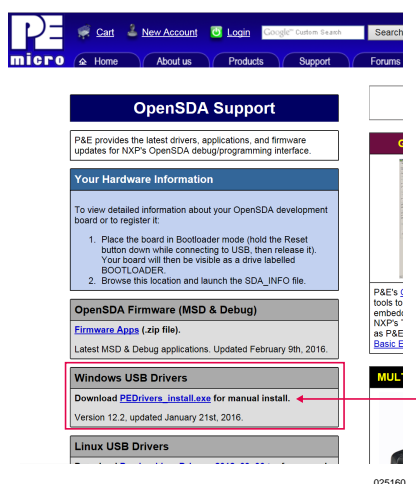 PE
micro
Cart
New Account
Login
Google™ Custom Search
Search
Home
About us
Products
Support
Forums
OpenSDA Support
P&E provides the latest drivers, applications, and firmware
updates for NXP's OpenSDA debug/programming interface.
Your Hardware Information
To view detailed information about your OpenSDA development
board or to register it:
1. Place the board in Bootloader mode (hold the Reset
button down while connecting to USB, then release it).
Your board will then be visible as a drive labelled
BOOTLOADER.
2. Browse this location and launch the SDA_INFO file.
OpenSDA Firmware (MSD & Debug)
Firmware Apps (.zip file).
Latest MSD & Debug applications. Updated February 9th, 2016.
Windows USB Drivers
Download PEDrivers_install.exe for manual install.
Version 12.2, updated January 21st, 2016.
Linux USB Drivers
P&E's
tools to
embedd
NXP's
as P&E
Basic E
MULT
025160